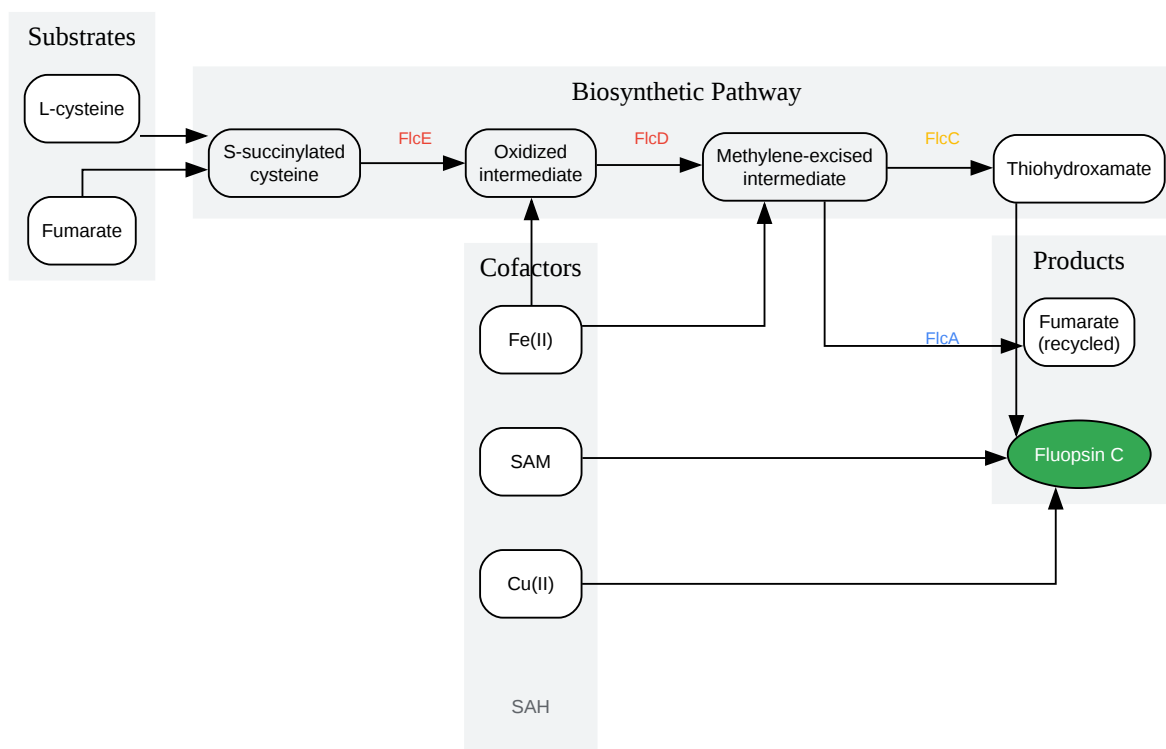 Substrates
L-cysteine
Fumarate
Biosynthetic Pathway
S-succinylated
cysteine
FlcE
Oxidized
intermediate
FlcD
Methylene-excised
intermediate
FlcC
Thiohydroxamate
Cofactors
Fe(II)
SAM
Cu(II)
SAH
FlcA
Products
Fumarate
(recycled)
Fluopsin C